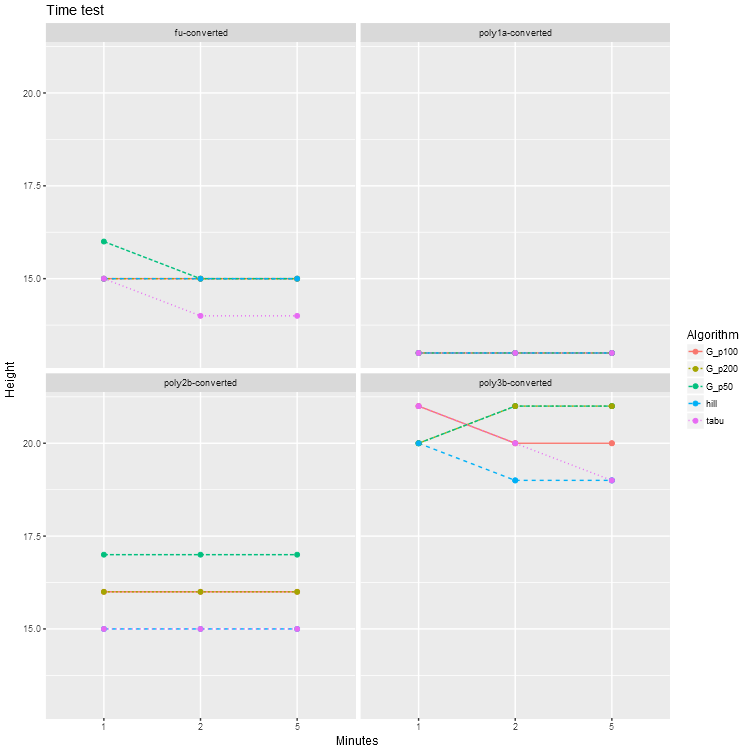 Time test
fu-converted
poly1a-converted
20.0
17.5
15.0
poly2b-converted
poly3b-converted
20.0
17.5
15.0
1 2 5
1 2 5
Minutes
Height
Algorithm
G_p100
G_p200
G_p50
hill
tabu